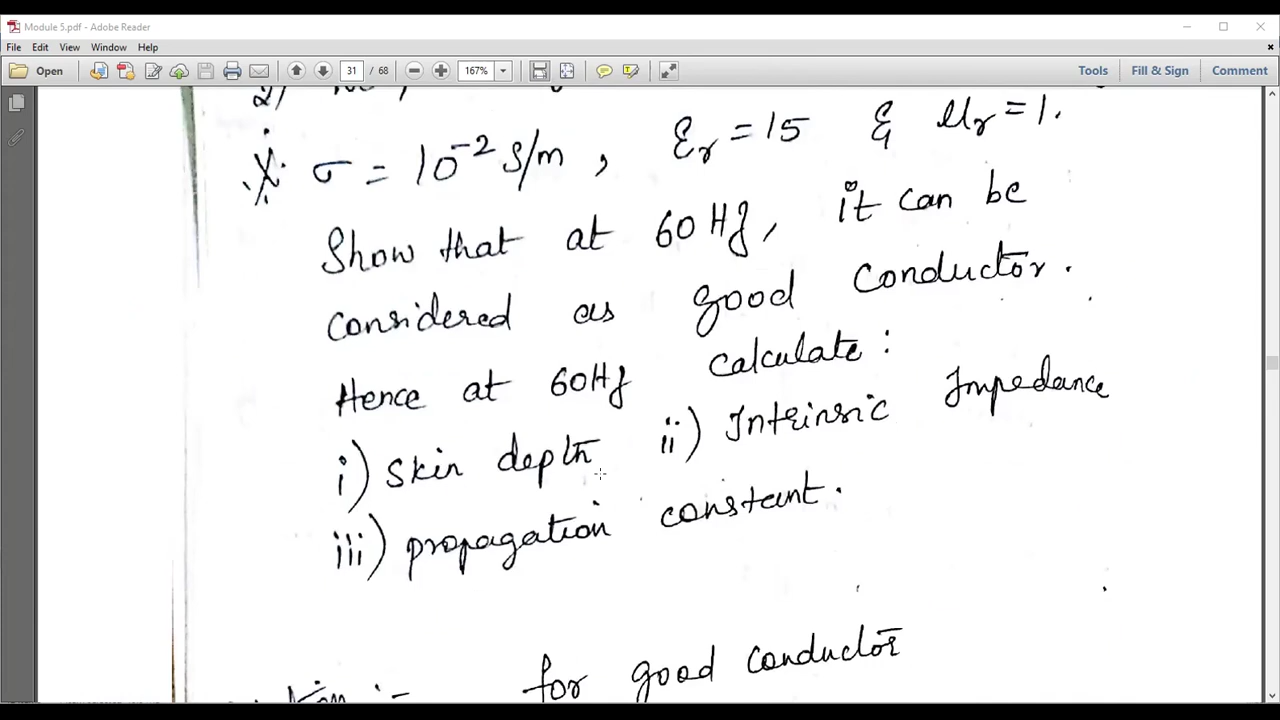 Module 5.pdf - Adobe Reader
File Edit View Window Help
Open 31 / 68 167% Tools Fill & Sign Comment
2)
σ = 10⁻² S/m , εr = 15 & μr = 1.
Show that at 60 Hz, it can be
considered as good conductor.
Hence at 60Hz calculate :
i) skin depth ii) Intrinsic Impedance
iii) propagation constant.
for good conductor